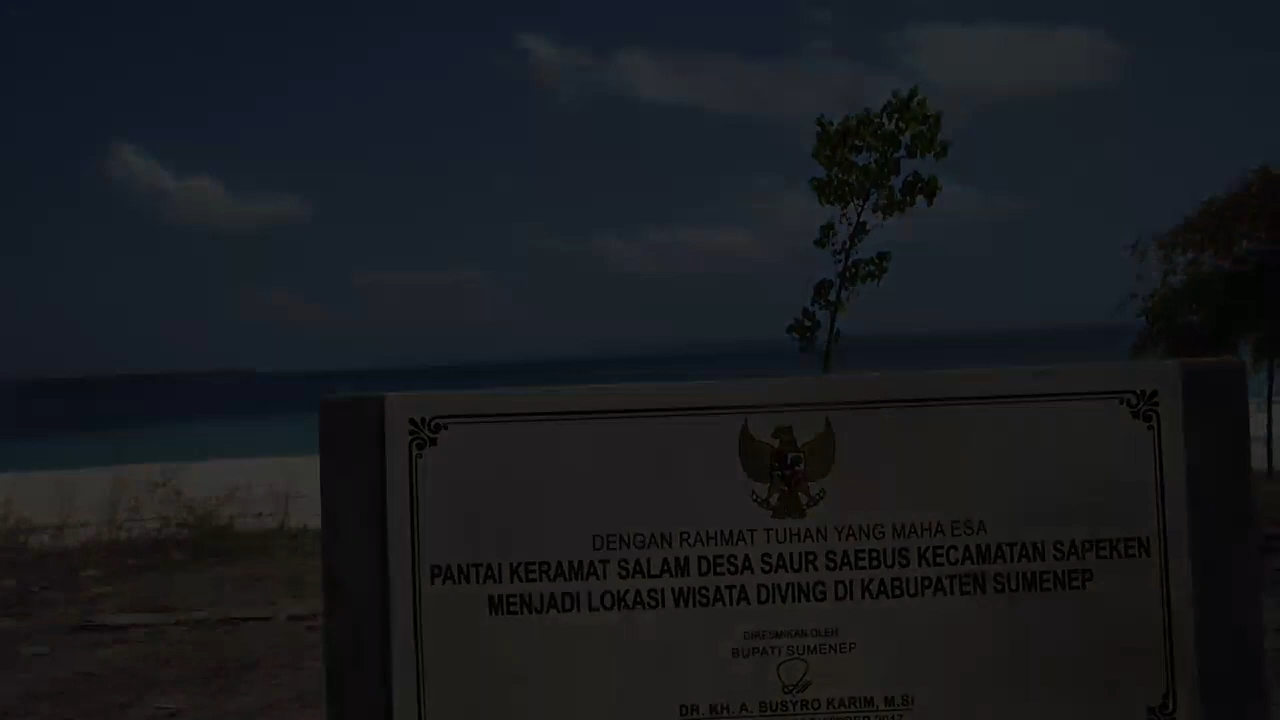 DENGAN RAHMAT TUHAN YANG MAHA ESA
PANTAI KERAMAT SALAM DESA SAUR SAEBUS KECAMATAN SAPEKEN
MENJADI LOKASI WISATA DIVING DI KABUPATEN SUMENEP
DIRESMIKAN OLEH
BUPATI SUMENEP
DR. KH. A. BUSYRO KARIM, M.Si
2017